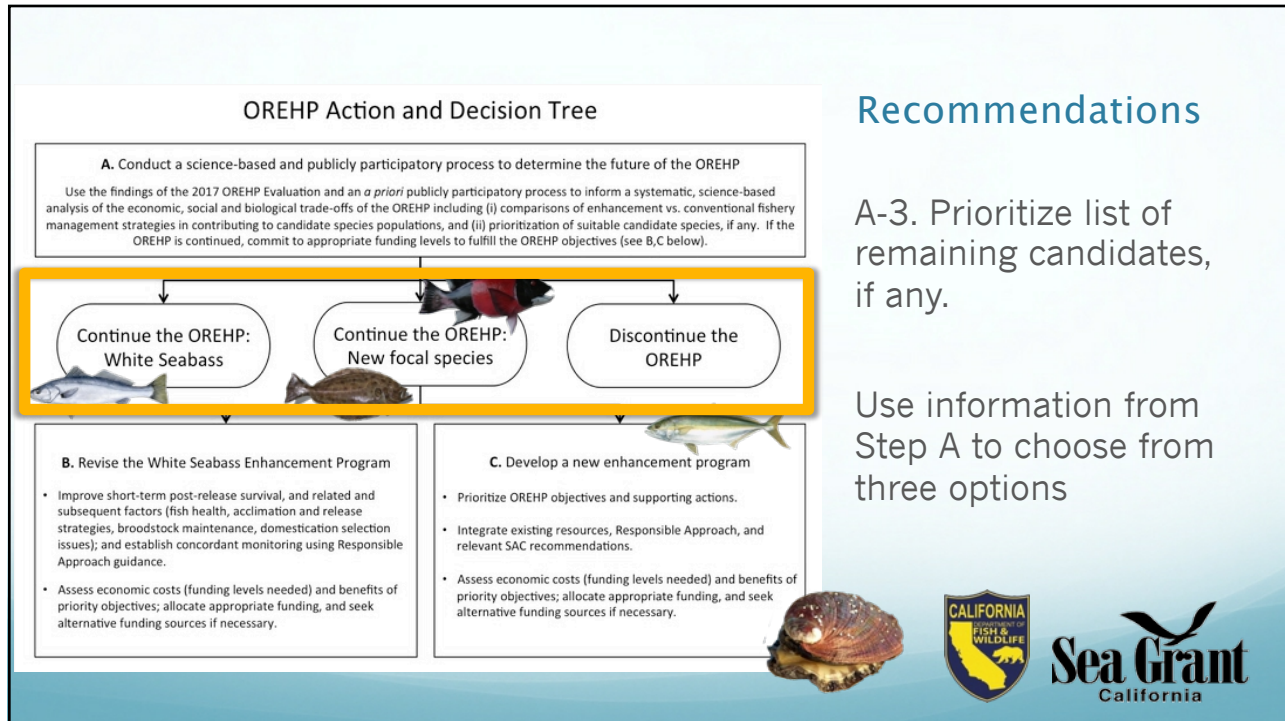 OREHP Action and Decision Tree
A. Conduct a science-based and publicly participatory process to determine the future of the OREHP
Use the findings of the 2017 OREHP Evaluation and an a priori publicly participatory process to inform a systematic, science-based
analysis of the economic, social and biological trade-offs of the OREHP including (i) comparisons of enhancement vs. conventional fishery
management strategies in contributing to candidate species populations, and (ii) prioritization of suitable candidate species, if any. If the
OREHP is continued, commit to appropriate funding levels to fulfill the OREHP objectives (see B,C below).
Continue the OREHP:
White Seabass
Continue the OREHP:
New focal species
Discontinue the
OREHP
B. Revise the White Seabass Enhancement Program
• Improve short-term post-release survival, and related and
subsequent factors (fish health, acclimation and release
strategies, broodstock maintenance, domestication selection
issues); and establish concordant monitoring using Responsible
Approach guidance.
• Assess economic costs (funding levels needed) and benefits of
priority objectives; allocate appropriate funding, and seek
alternative funding sources if necessary.
C. Develop a new enhancement program
• Prioritize OREHP objectives and supporting actions.
• Integrate existing resources, Responsible Approach, and
relevant SAC recommendations.
• Assess economic costs (funding levels needed) and benefits of
priority objectives; allocate appropriate funding, and seek
alternative funding sources if necessary.
Recommendations
A-3. Prioritize list of
remaining candidates,
if any.
Use information from
Step A to choose from
three options
CALIFORNIA
DEPARTMENT OF
FISH &
WILDLIFE
Sea Grant
California